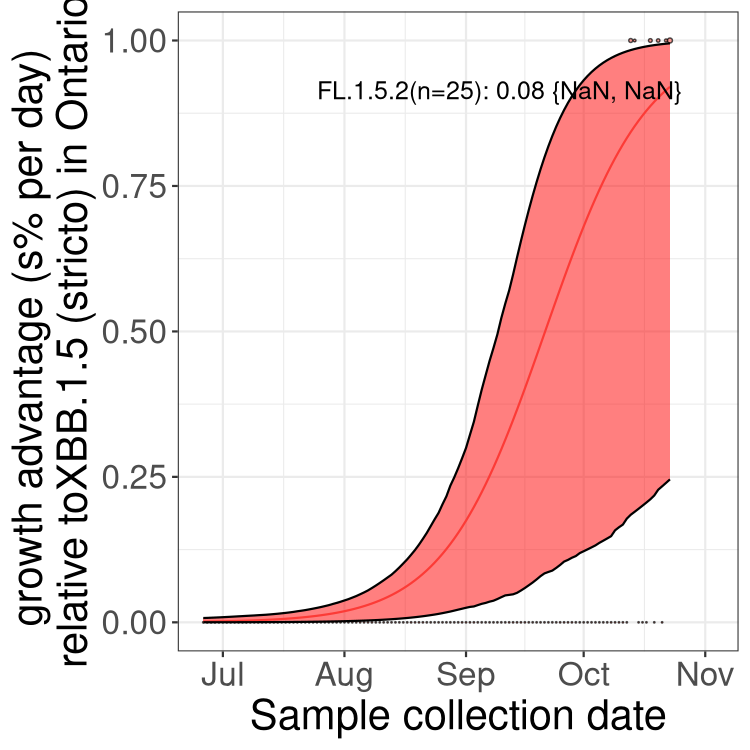 growth advantage (s% per day)
relative toXBB.1.5 (stricto) in Ontario
1.00
0.75
0.50
0.25
0.00
FL.1.5.2(n=25): 0.08 {NaN, NaN}
Jul Aug Sep Oct Nov
Sample collection date